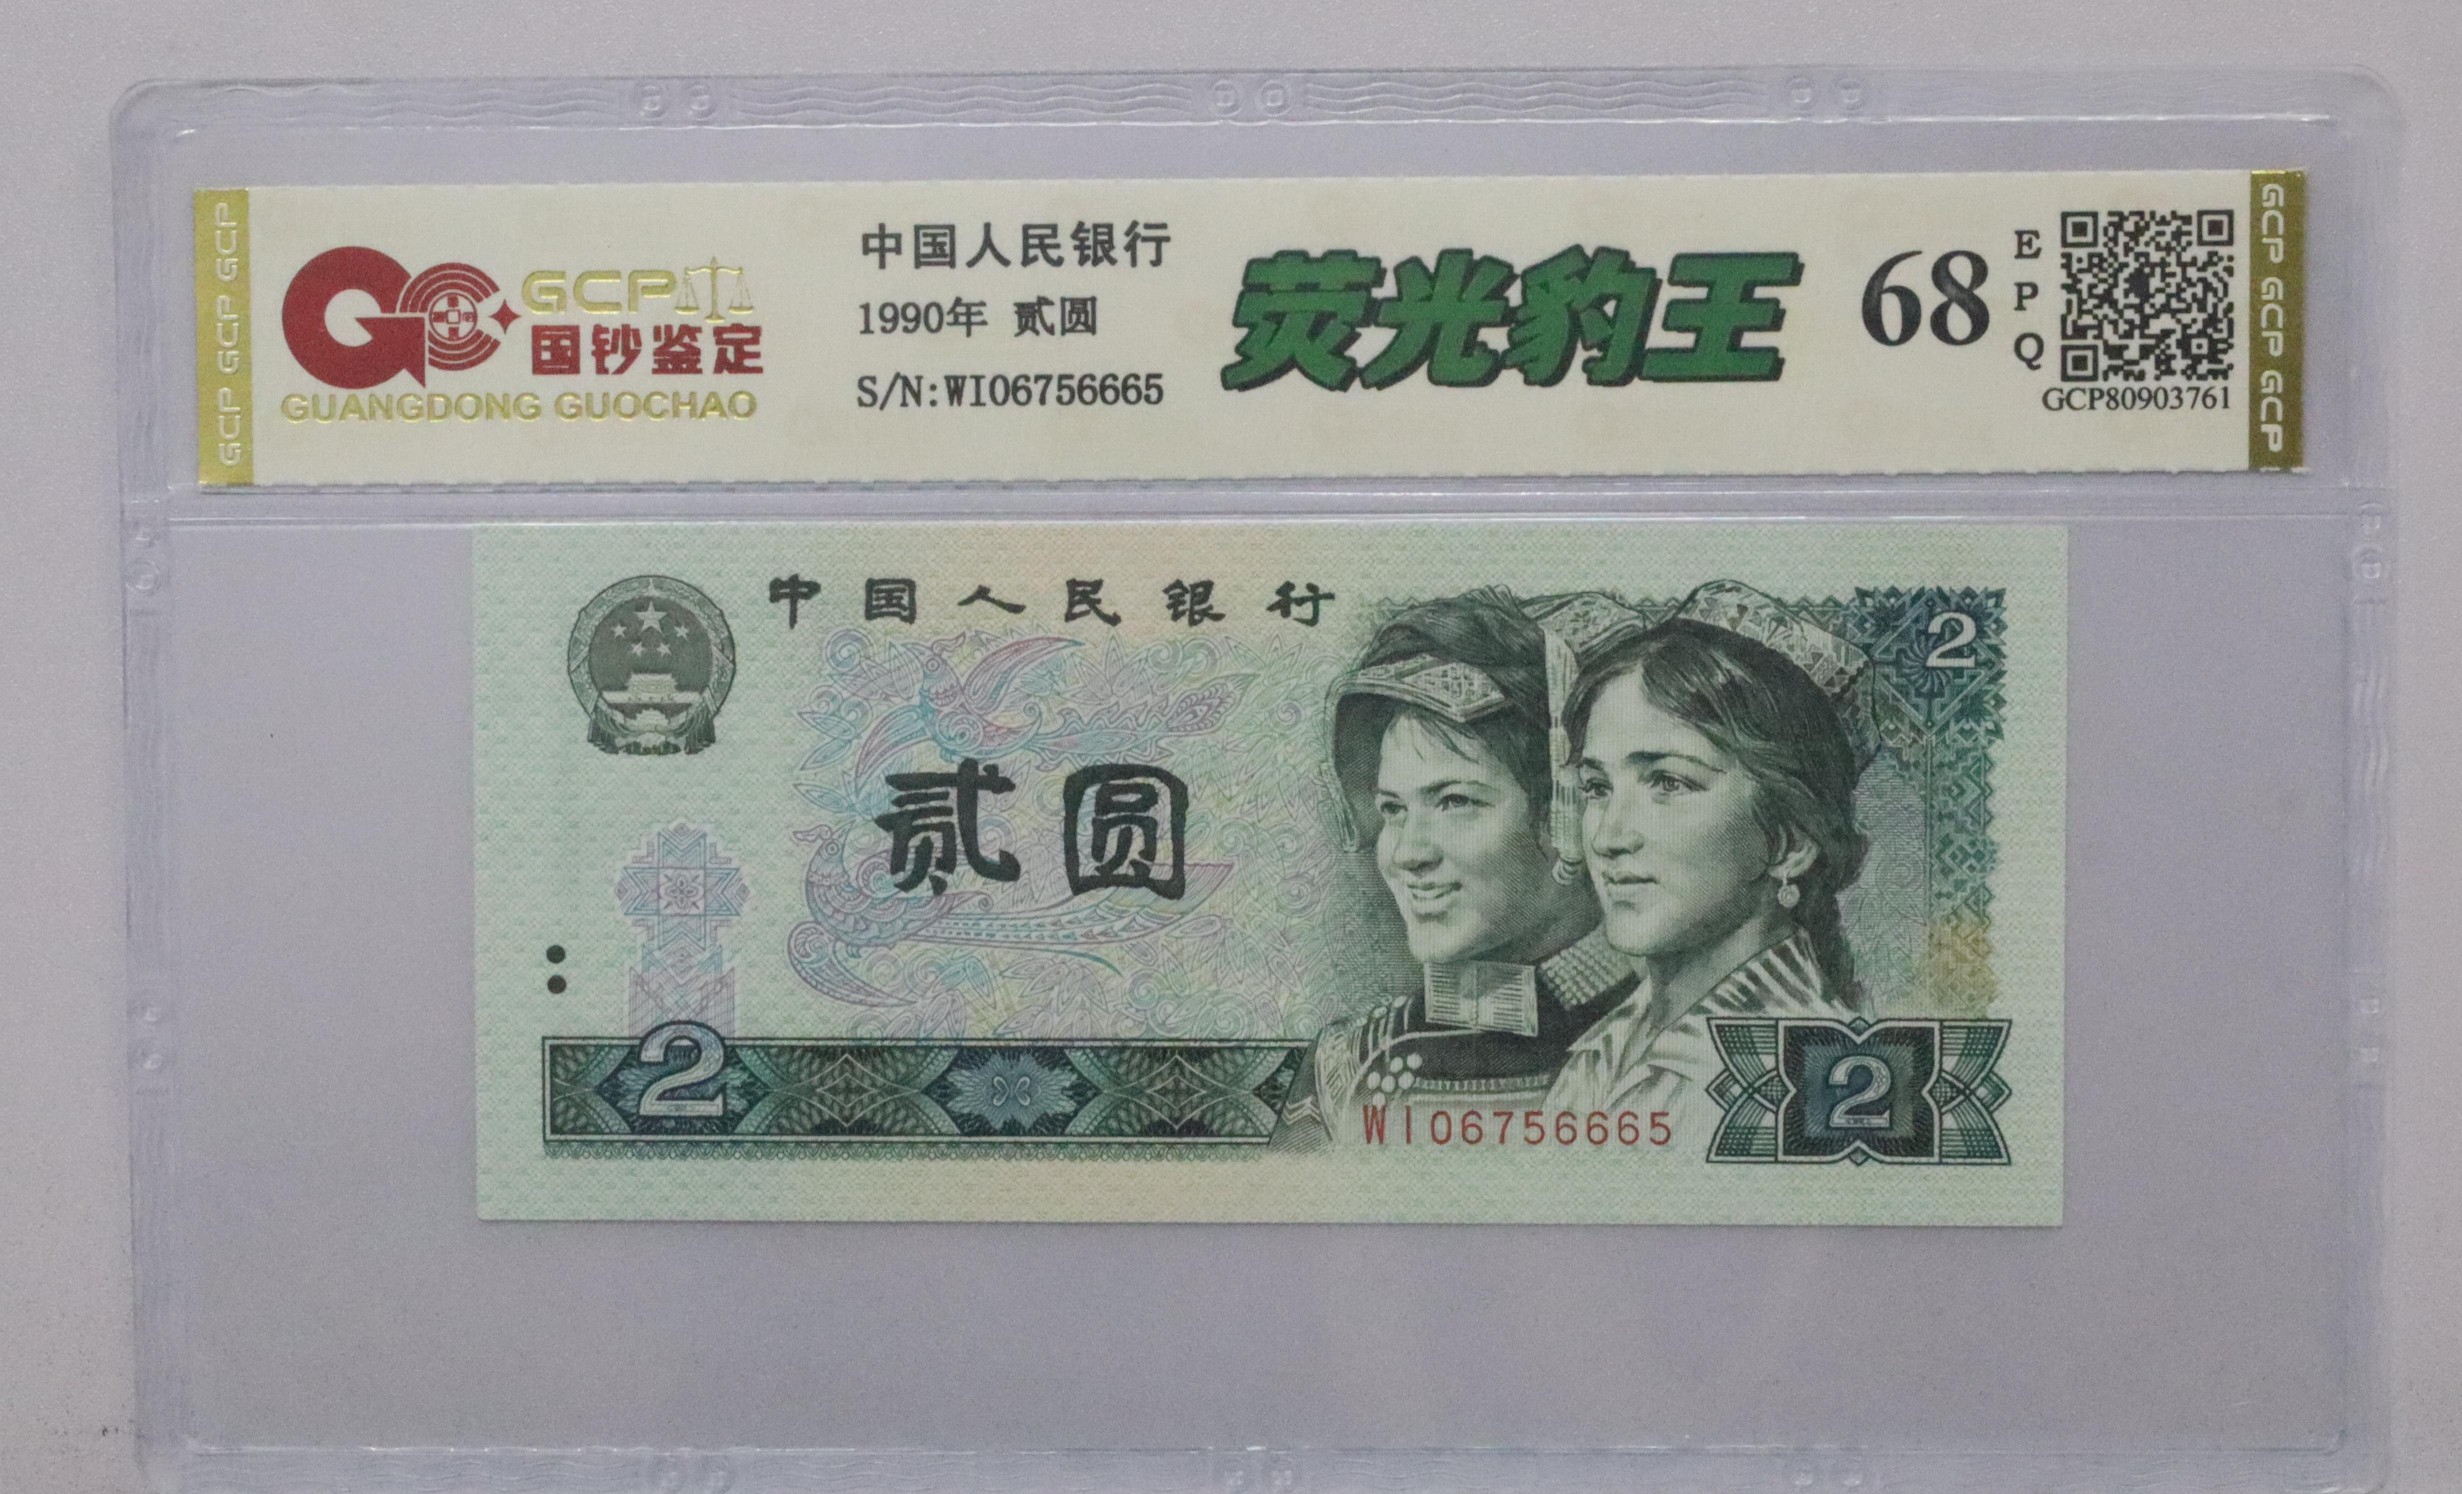 GCP GCP GCP
GCP
国钞鉴定
GUANGDONG GUOCHAO
中国人民银行
1990年 贰圆
S/N:WI06756665
荧光豹王
68
EPQ
GCP80903761
GCP GCP GCP
中国人民银行
2
贰圆
2
WI06756665
2